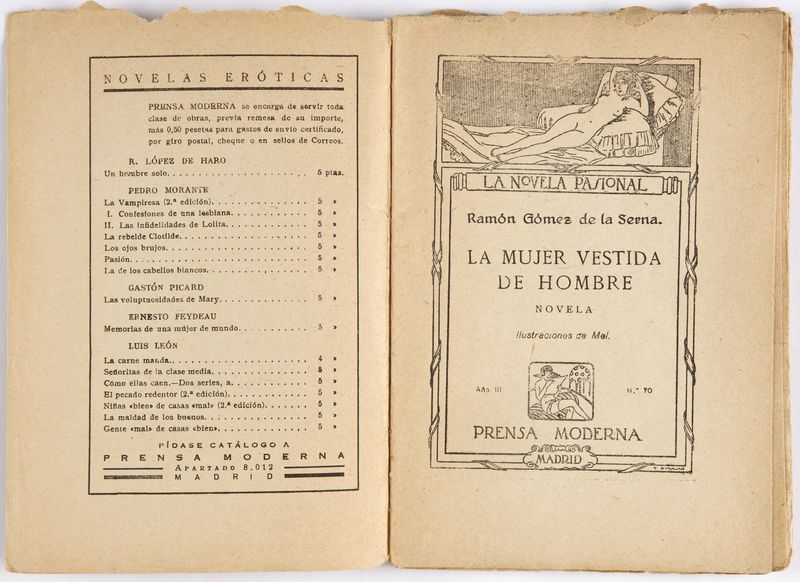 NOVELAS ERÓTICAS
PRENSA MODERNA se encarga de servir toda
clase de obras, previa remesa de su importe,
más 0,50 pesetas para gastos de envío certificado,
por giro postal, cheque o en sellos de Correos.
R. LÓPEZ DE HARO
Un hombre solo. . . . . . . . . . . . . . . . . . . 5 ptas.
PEDRO MORANTE
La Vampiresa (2.ª edición). . . . . . . . . . . . . 5 »
I. Confesiones de una lesbiana. . . . . . . . . . . 5 »
II. Las infidelidades de Lolita. . . . . . . . . . . 5 »
La rebelde Clotilde. . . . . . . . . . . . . . . . . 5 »
Los ojos brujos. . . . . . . . . . . . . . . . . . . 5 »
Pasión. . . . . . . . . . . . . . . . . . . . . . . 5 »
La de los cabellos blancos. . . . . . . . . . . . . 5 »
GASTÓN PICARD
Las voluptuosidades de Mary. . . . . . . . . . . . 5 »
ERNESTO FEYDEAU
Memorias de una mujer de mundo. . . . . . . . . . 5 »
LUIS LEÓN
La carne manda.. . . . . . . . . . . . . . . . . . . 4 »
Señoritas de la clase media. . . . . . . . . . . . . 5 »
Cómo ellas caen.—Dos series, a. . . . . . . . . . . 5 »
El pecado redentor (2.ª edición). . . . . . . . . . 5 »
Niñas «bien» de casas «mal» (2.ª edición). . . . . . 5 »
La maldad de los buenos. . . . . . . . . . . . . . . 5 »
Gente «mal» de casas «bien». . . . . . . . . . . . . 5 »
PÍDASE CATÁLOGO A
PRENSA MODERNA
APARTADO 8.012
MADRID
LA NOVELA PASIONAL
Ramón Gómez de la Serna.
LA MUJER VESTIDA
DE HOMBRE
NOVELA
Ilustraciones de Mel.
Año III N.º 70
PRENSA MODERNA
MADRID